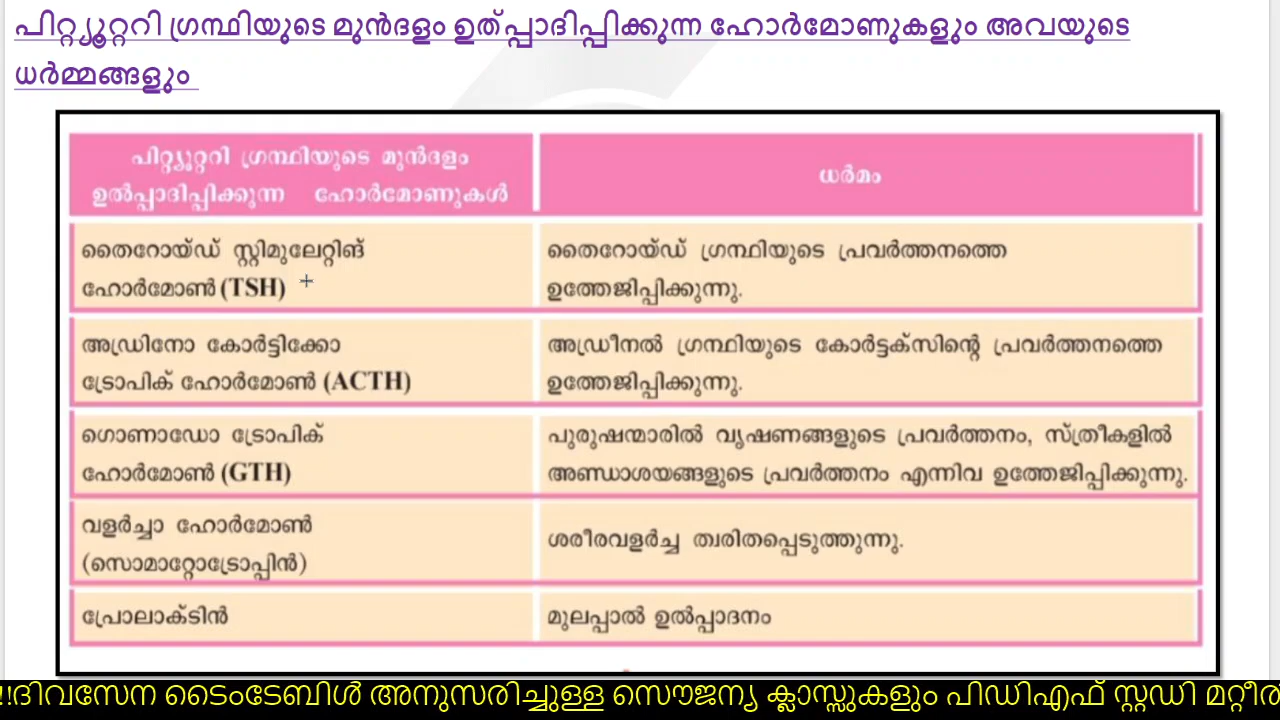 പിറ്റ്യൂറ്ററി ഗ്രന്ഥിയുടെ മുൻദളം ഉത്പ്പാദിപ്പിക്കുന്ന ഹോർമോണുകളും അവയുടെ
ധർമ്മങ്ങളും
പിറ്റ്യൂറ്ററി ഗ്രന്ഥിയുടെ മുൻദളം
ഉൽപ്പാദിപ്പിക്കുന്ന ഹോർമോണുകൾ
ധർമം
തൈറോയ്ഡ് സ്റ്റിമുലേറ്റിങ്
ഹോർമോൺ (TSH)
തൈറോയ്ഡ് ഗ്രന്ഥിയുടെ പ്രവർത്തനത്തെ
ഉത്തേജിപ്പിക്കുന്നു.
അഡ്രിനോ കോർട്ടിക്കോ
ട്രോപിക് ഹോർമോൺ (ACTH)
അഡ്രീനൽ ഗ്രന്ഥിയുടെ കോർട്ടക്സിന്റെ പ്രവർത്തനത്തെ
ഉത്തേജിപ്പിക്കുന്നു.
ഗൊണാഡോ ട്രോപിക്
ഹോർമോൺ (GTH)
പുരുഷന്മാരിൽ വൃഷണങ്ങളുടെ പ്രവർത്തനം, സ്ത്രീകളിൽ
അണ്ഡാശയങ്ങളുടെ പ്രവർത്തനം എന്നിവ ഉത്തേജിപ്പിക്കുന്നു.
വളർച്ചാ ഹോർമോൺ
(സൊമാറ്റോട്രോപ്പിൻ)
ശരീരവളർച്ച ത്വരിതപ്പെടുത്തുന്നു.
പ്രോലാക്ടിൻ
മുലപ്പാൽ ഉൽപ്പാദനം
!!ദിവസേന ടൈംടേബിൾ അനുസരിച്ചുള്ള സൌജന്യ ക്ലാസ്സുകളും പിഡിഎഫ് സ്റ്റഡി മറ്റീര